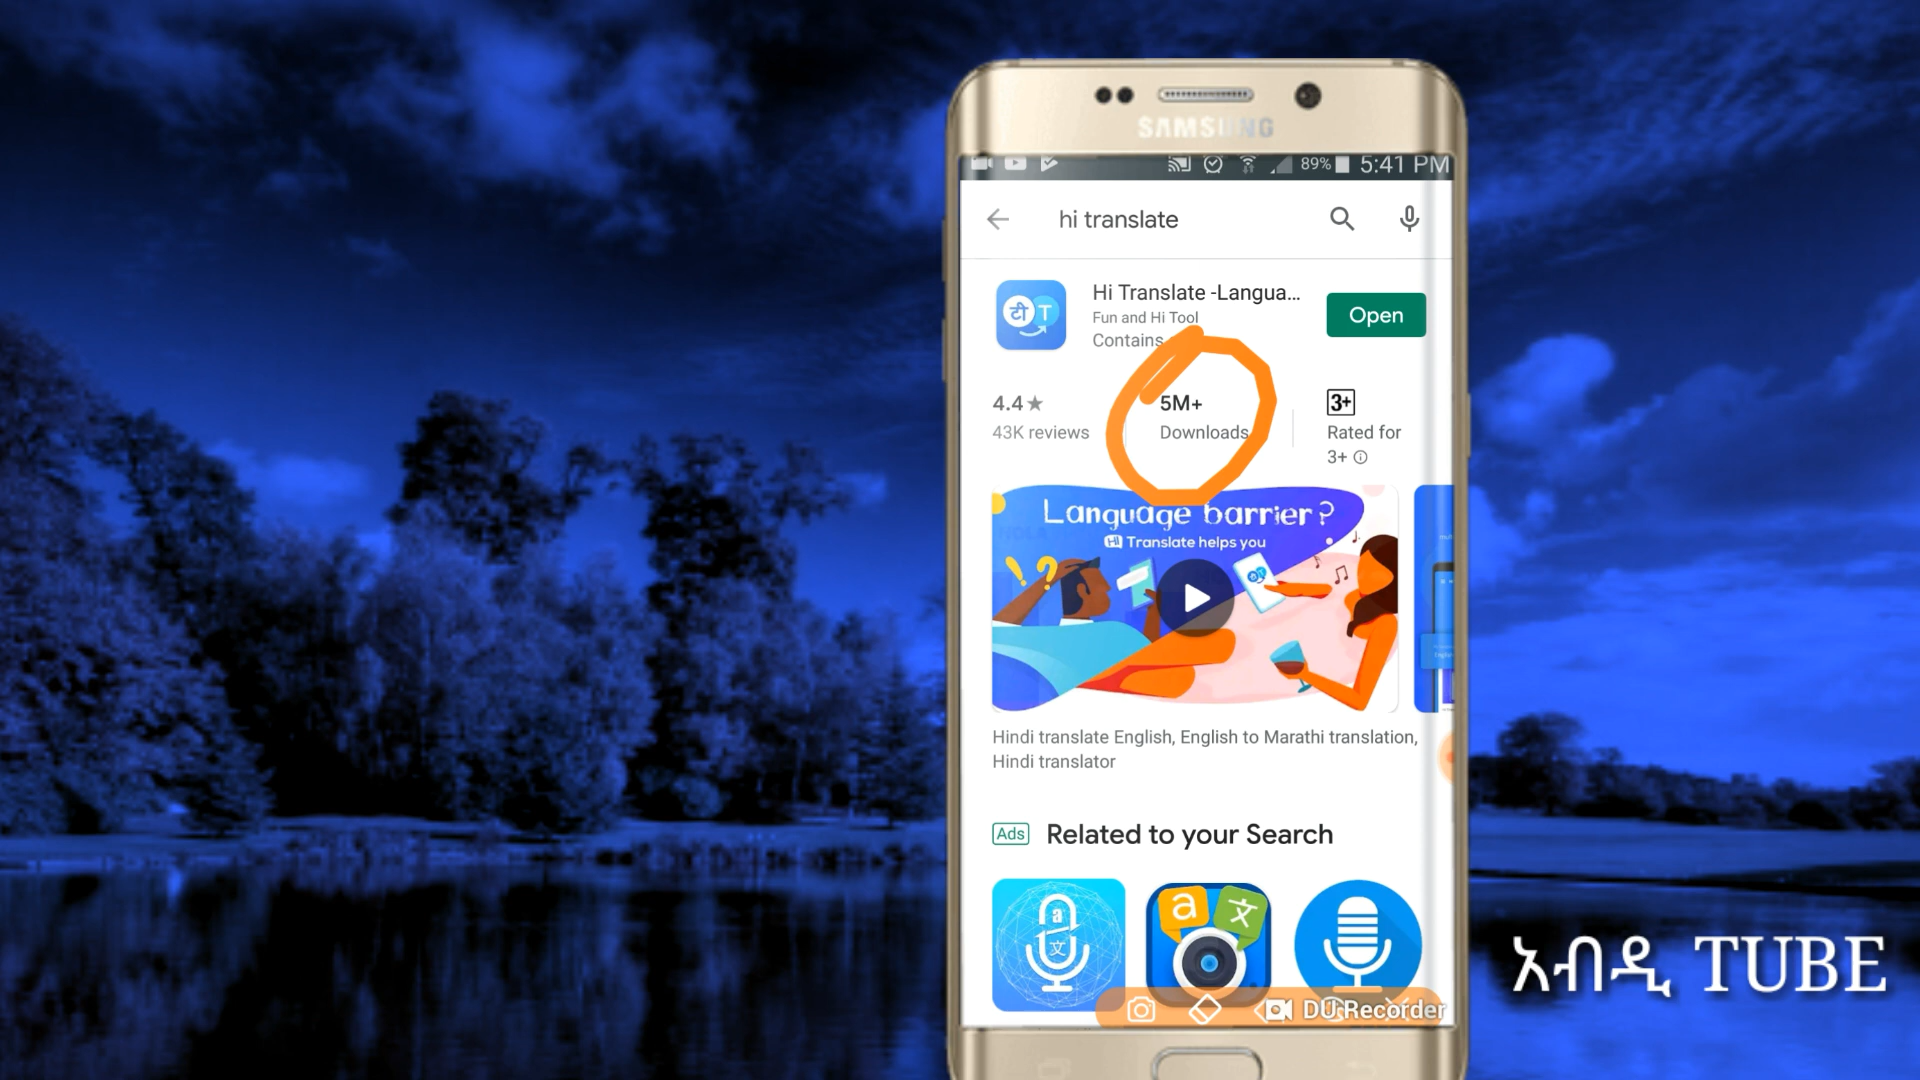 SAMSUNG
89% 5:41 PM
hi translate
Hi Translate -Langua...
Fun and Hi Tool
Contains
Open
4.4★
43K reviews
5M+
Downloads
3+
Rated for
3+
Language barrier?
Hi Translate helps you
Hindi translate English, English to Marathi translation,
Hindi translator
Ads Related to your Search
አብዲ TUBE
DU Recorder